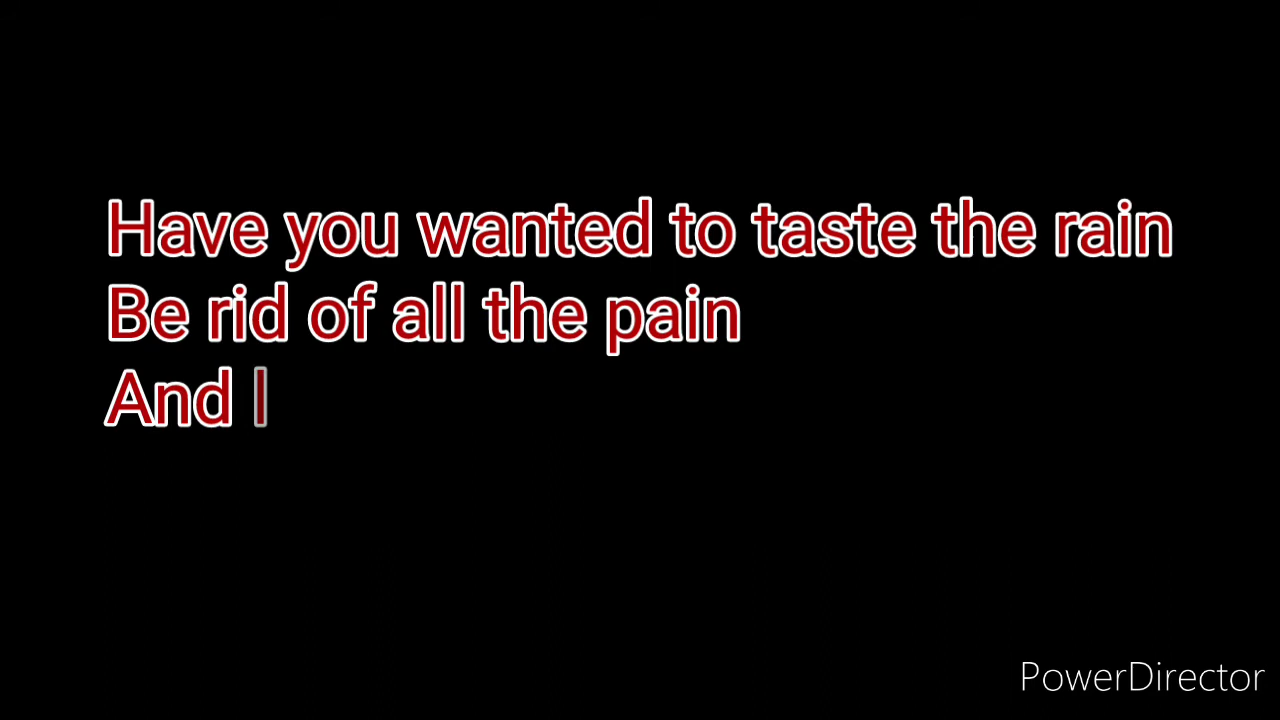 Have you wanted to taste the rain
Be rid of all the pain
And l
PowerDirector